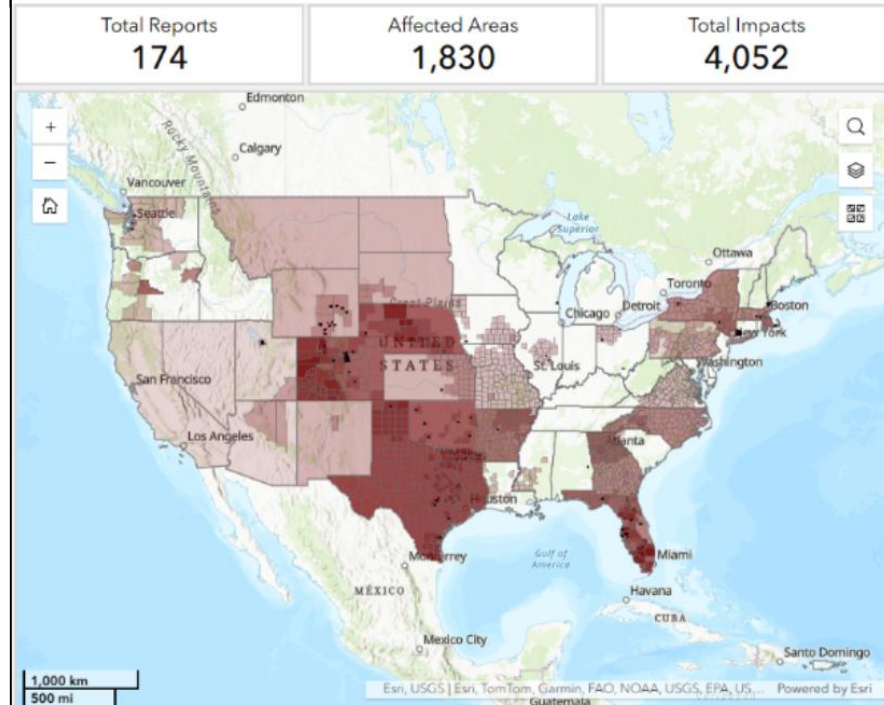 Total Reports
174
Affected Areas
1,830
Total Impacts
4,052
+
−
Edmonton
Calgary
Rocky Mountains
Vancouver
Seattle
Lake
Superior
Ottawa
Toronto
Great Plains
Chicago
Detroit
Boston
New York
UNITED
STATES
St. Louis
Washington
San Francisco
Los Angeles
Atlanta
Houston
Monterrey
Gulf of
America
Miami
MÉXICO
Havana
CUBA
Mexico City
Santo Domingo
1,000 km
500 mi
Esri, USGS | Esri, TomTom, Garmin, FAO, NOAA, USGS, EPA, US...
Powered by Esri
Guatemala